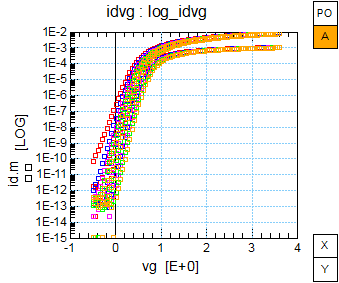 idvg : log_idvg
PO
A
1E-2
1E-3
1E-4
1E-5
1E-6
1E-7
1E-8
1E-9
1E-10
1E-11
1E-12
1E-13
1E-14
1E-15
id.m [LOG]
-1 0 1 2 3 4
vg [E+0]
X
Y